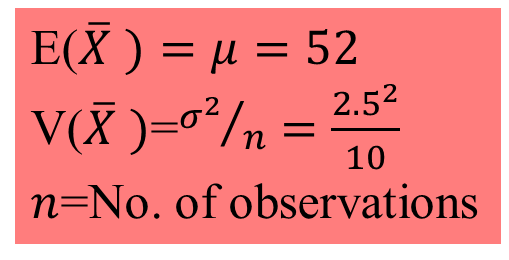 E(X̄ ) = μ = 52
V(X̄ )=σ²/n = 2.5²/10
n=No. of observations